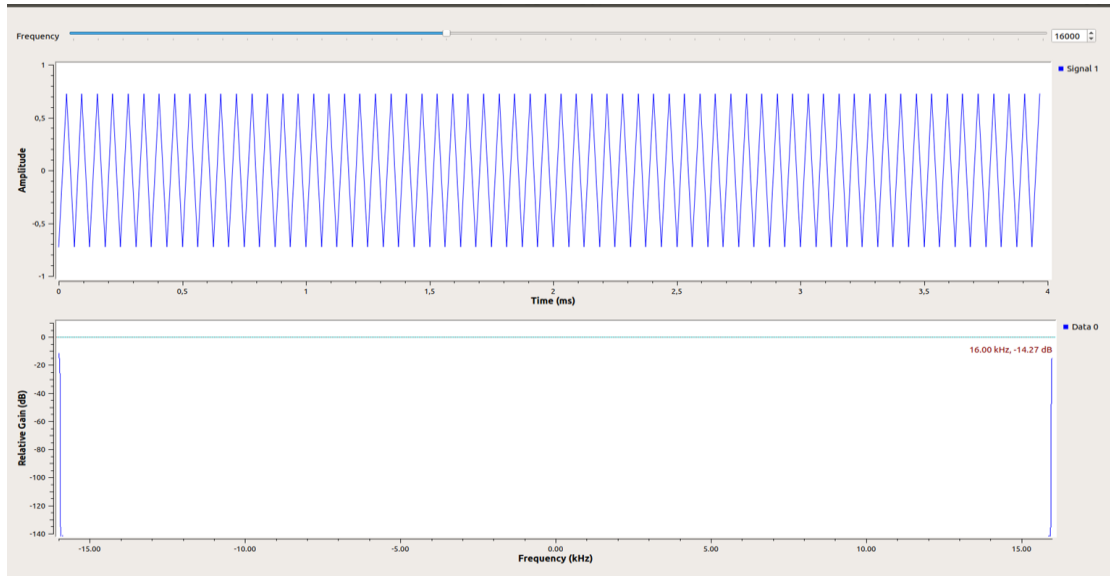 Frequency 16000
Signal 1
Amplitude
1
0,5
0
-0,5
-1
0 0,5 1 1,5 2 2,5 3 3,5 4
Time (ms)
Data 0
16.00 kHz, -14.27 dB
Relative Gain (dB)
0
-20
-40
-60
-80
-100
-120
-140
-15.00 -10.00 -5.00 0.00 5.00 10.00 15.00
Frequency (kHz)